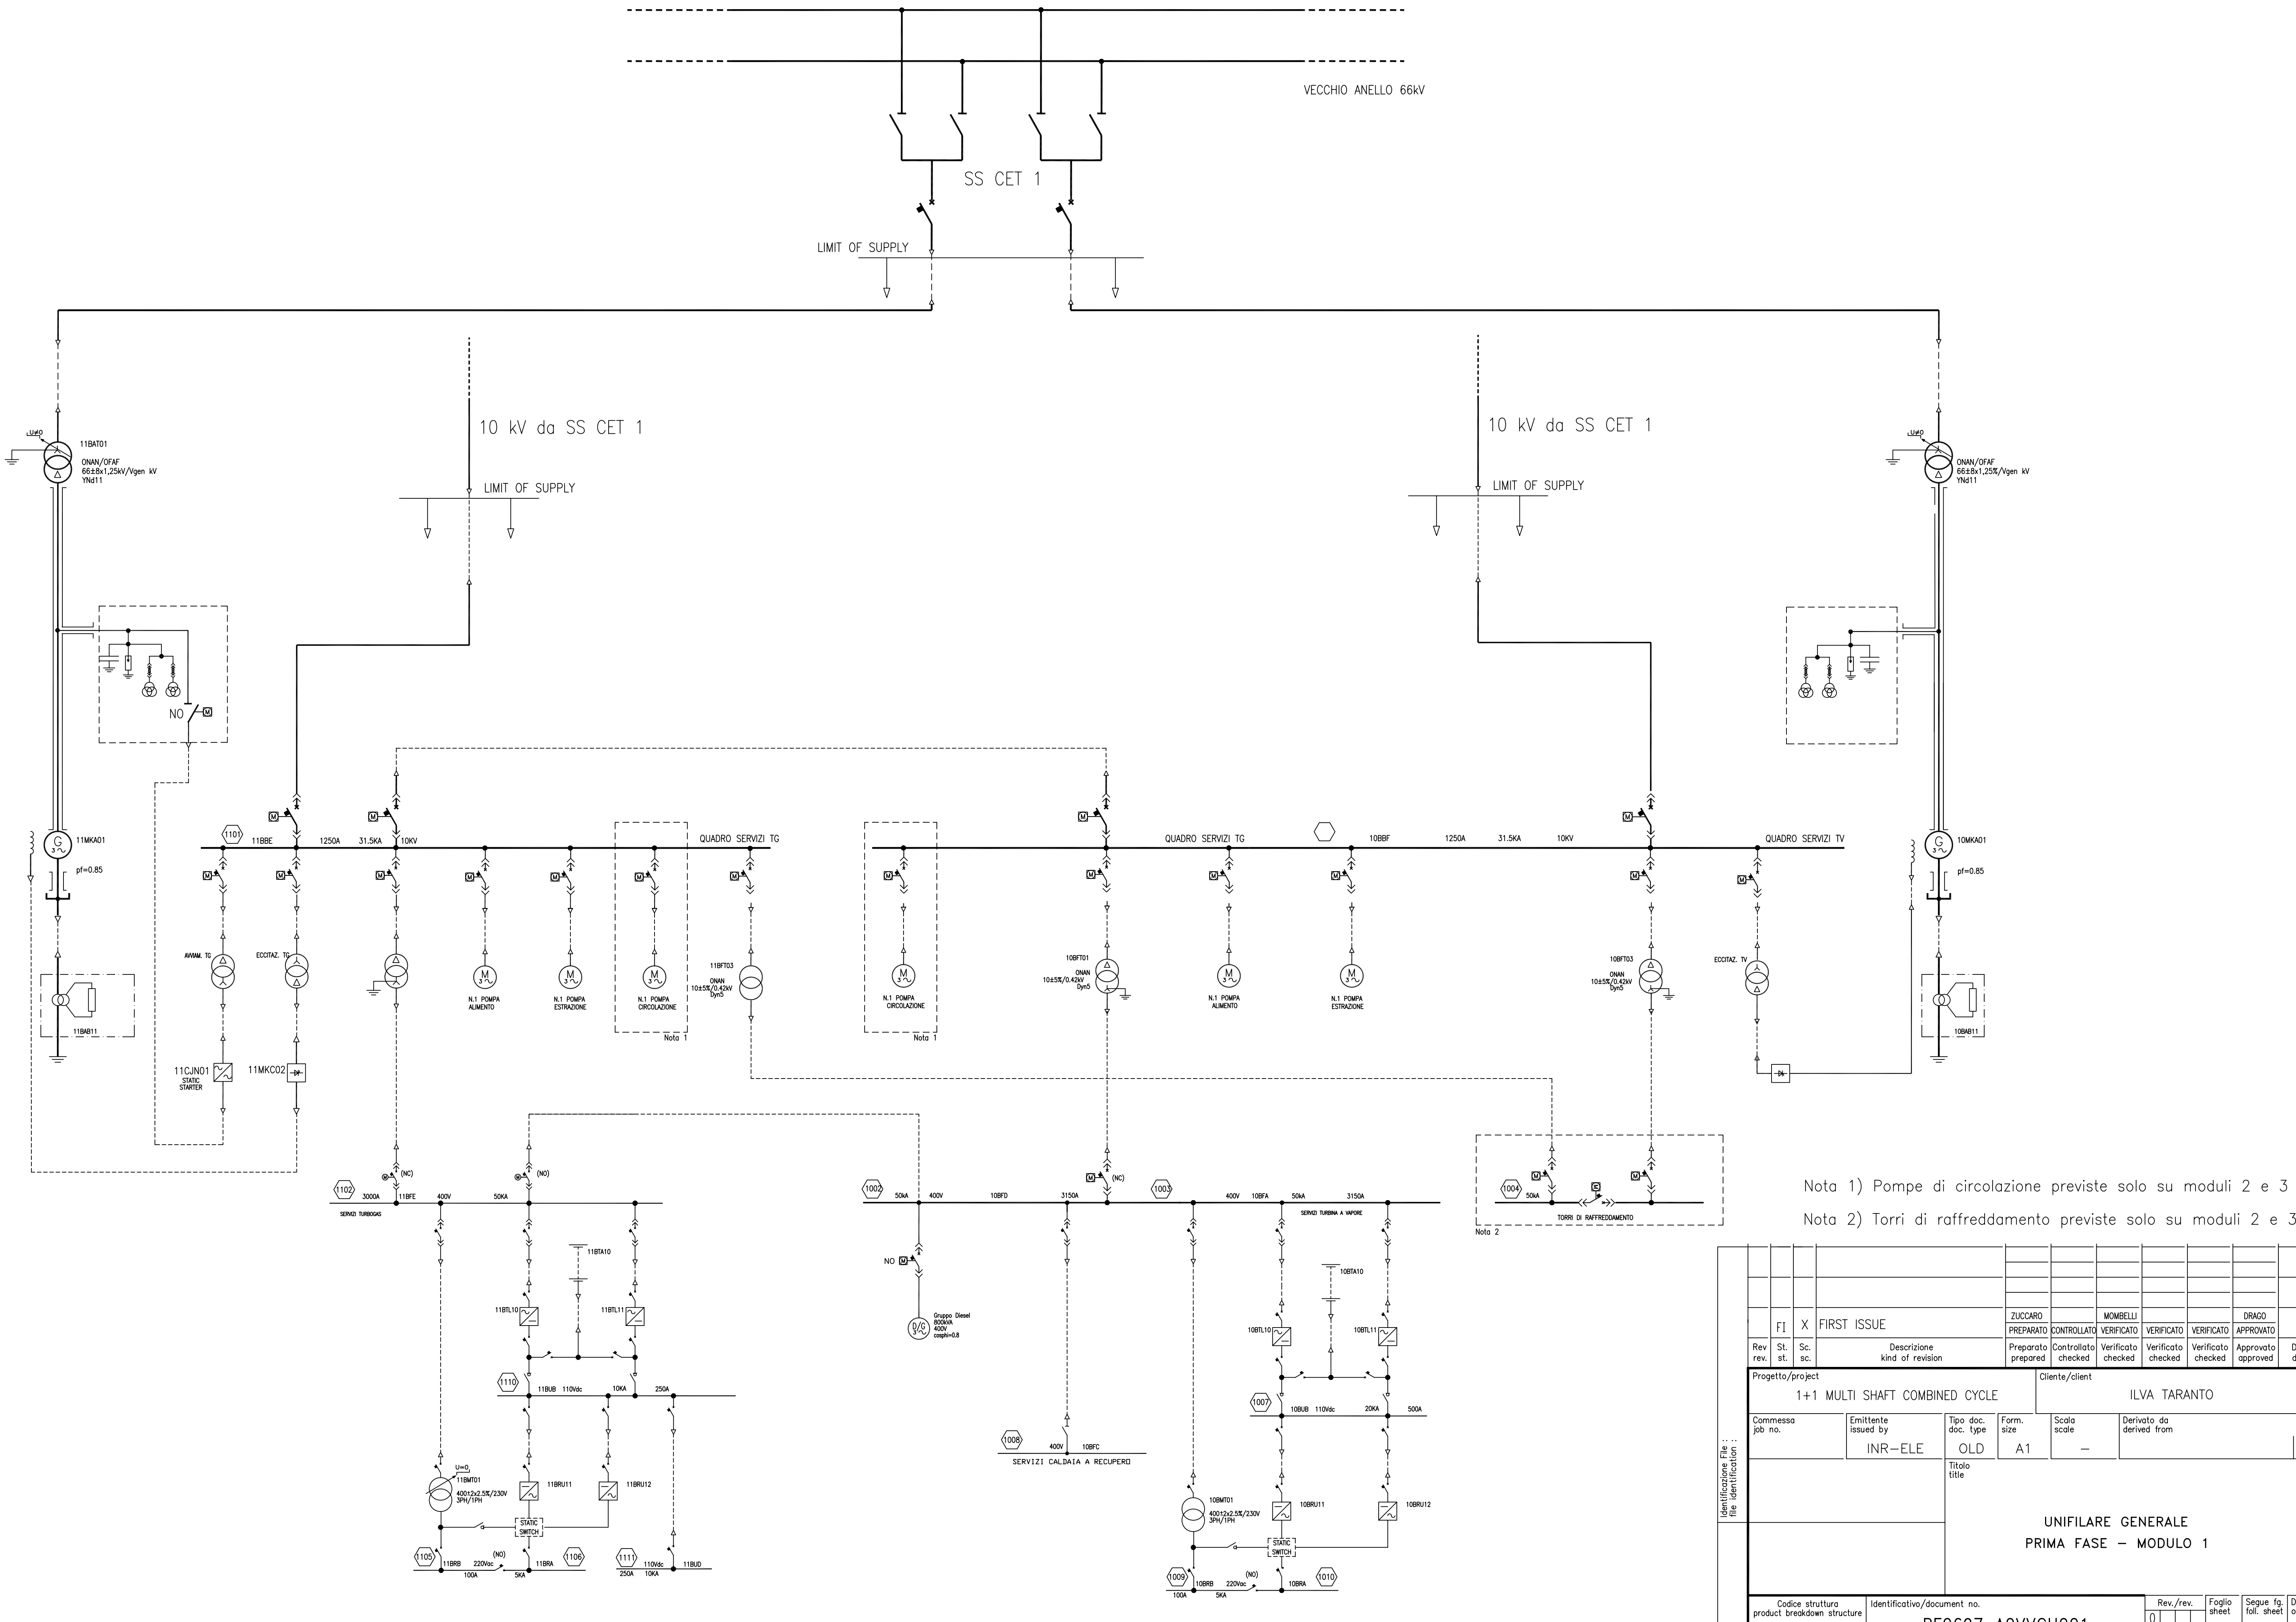 VECCHIO ANELLO 66kV
SS CET 1
LIMIT OF SUPPLY
10 kV da SS CET 1
10 kV da SS CET 1
LIMIT OF SUPPLY
LIMIT OF SUPPLY
U≠0
11BAT01
ONAN/OFAF
66±8x1,25kV/Vgen kV
YNd11
U≠0
ONAN/OFAF
66±8x1,25%/Vgen kV
YNd11
NO
M
11MKA01
G
3
pf=0.85
11BAB11
10MKA01
G
3
pf=0.85
10BAB11
M
M
1101
11BBE
1250A
31.5KA
10KV
QUADRO SERVIZI TG
M
M
QUADRO SERVIZI TG
10BBF
1250A
31.5KA
10KV
QUADRO SERVIZI TV
M
M
M
M
M
M
M
M
M
M
M
M
M
AVVIAM. TG
ECCITAZ. TG
M
3
N.1 POMPA
ALIMENTO
M
3
N.1 POMPA
ESTRAZIONE
M
3
N.1 POMPA
CIRCOLAZIONE
Nota 1
11BFT03
ONAN
10±5%/0.42kV
Dyn5
M
3
N.1 POMPA
CIRCOLAZIONE
Nota 1
10BFT01
ONAN
10±5%/0.42kV
Dyn5
M
3
N.1 POMPA
ALIMENTO
M
3
N.1 POMPA
ESTRAZIONE
10BFT03
ONAN
10±5%/0.42kV
Dyn5
ECCITAZ. TV
11CJN01
STATIC
STARTER
11MKC02
M
(NC)
M
(NO)
1102
3000A
11BFE
400V
50KA
SERVIZI TURBOGAS
11BTA10
11BTL10
11BTL11
1110
11BUB
110Vdc
10KA
250A
U=0
11BMT01
400±2x2.5%/230V
3PH/1PH
11BRU11
11BRU12
STATIC
SWITCH
1105
11BRB
220Vac
(NO)
11BRA
1106
100A
5KA
1111
110Vdc
11BUD
250A
10KA
M
(NC)
1002
50kA
400V
10BFD
3150A
1003
400V
10BFA
50kA
3150A
SERVIZI TURBINA A VAPORE
NO
M
D/G
3
Gruppo Diesel
800kVA
400V
cosphi=0.8
1008
400V
10BFC
SERVIZI CALDAIA A RECUPERO
10BTA10
10BTL10
10BTL11
1007
10BUB
110Vdc
20KA
500A
10BMT01
400±2x2.5%/230V
3PH/1PH
10BRU11
10BRU12
STATIC
SWITCH
1009
10BRB
220Vac
(NO)
10BRA
1010
100A
5KA
M
M
C
1004
50kA
TORRI DI RAFFREDDAMENTO
Nota 2
Nota 1) Pompe di circolazione previste solo su moduli 2 e 3
Nota 2) Torri di raffreddamento previste solo su moduli 2 e 3
FI
X
FIRST ISSUE
ZUCCARO
MOMBELLI
DRAGO
PREPARATO
CONTROLLATO
VERIFICATO
VERIFICATO
VERIFICATO
APPROVATO
Rev
rev.
St.
st.
Sc.
sc.
Descrizione
kind of revision
Preparato
prepared
Controllato
checked
Verificato
checked
Verificato
checked
Verificato
checked
Approvato
approved
Progetto/project
1+1 MULTI SHAFT COMBINED CYCLE
Cliente/client
ILVA TARANTO
Commessa
job no.
Emittente
issued by
INR-ELE
Tipo doc.
doc. type
OLD
Form.
size
A1
Scala
scale
–
Derivato da
derived from
Identificazione File :
file identification :
Titolo
title
UNIFILARE GENERALE
PRIMA FASE – MODULO 1
Codice struttura
product breakdown structure
Identificativo/document no.
Rev./rev.
0
Foglio
sheet
Segue fg.
foll. sheet